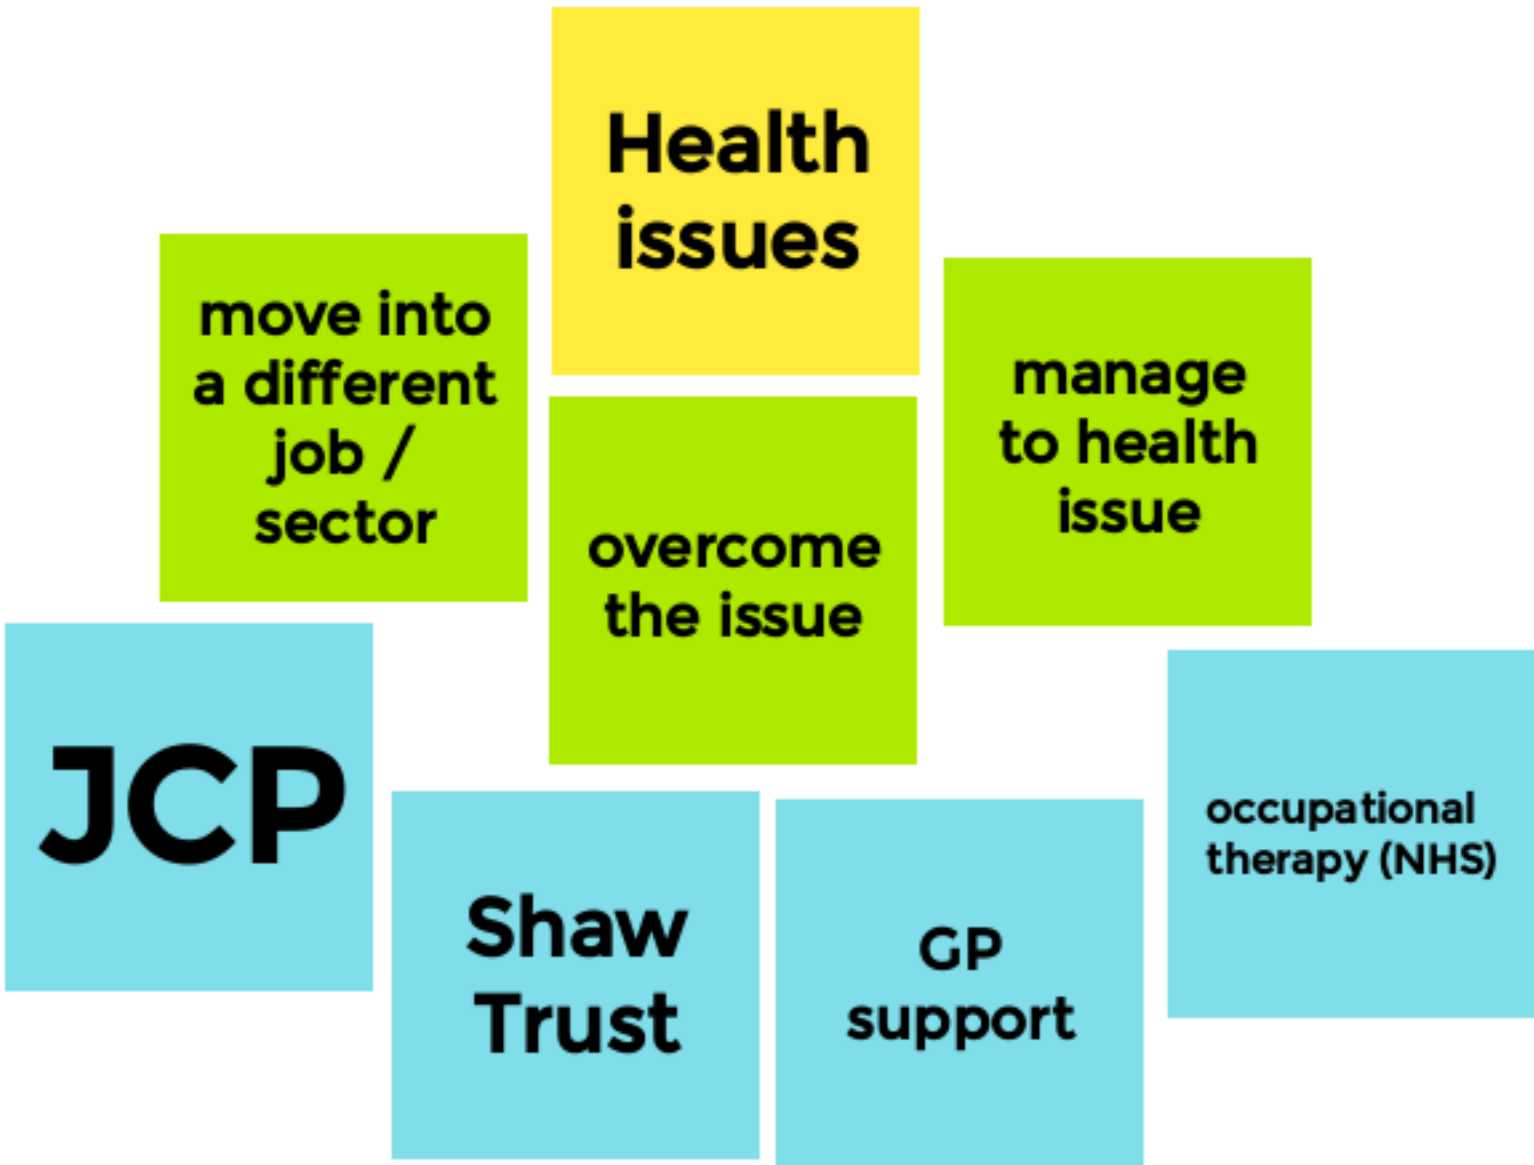 Health
issues
move into
a different
job /
sector
overcome
the issue
manage
to health
issue
JCP
Shaw
Trust
GP
support
occupational
therapy (NHS)